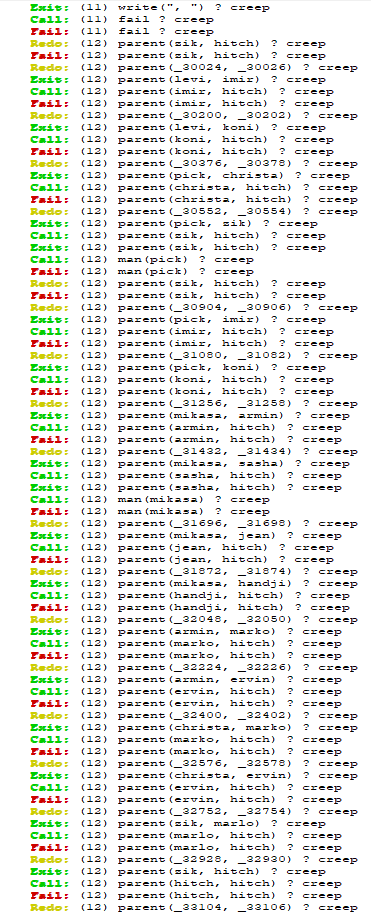 Exit: (11) write(", ") ? creep
Call: (11) fail ? creep
Fail: (11) fail ? creep
Redo: (12) parent(zik, hitch) ? creep
Fail: (12) parent(zik, hitch) ? creep
Redo: (12) parent(_30024, _30026) ? creep
Exit: (12) parent(levi, imir) ? creep
Call: (12) parent(imir, hitch) ? creep
Fail: (12) parent(imir, hitch) ? creep
Redo: (12) parent(_30200, _30202) ? creep
Exit: (12) parent(levi, koni) ? creep
Call: (12) parent(koni, hitch) ? creep
Fail: (12) parent(koni, hitch) ? creep
Redo: (12) parent(_30376, _30378) ? creep
Exit: (12) parent(pick, christa) ? creep
Call: (12) parent(christa, hitch) ? creep
Fail: (12) parent(christa, hitch) ? creep
Redo: (12) parent(_30552, _30554) ? creep
Exit: (12) parent(pick, zik) ? creep
Call: (12) parent(zik, hitch) ? creep
Exit: (12) parent(zik, hitch) ? creep
Call: (12) man(pick) ? creep
Fail: (12) man(pick) ? creep
Redo: (12) parent(zik, hitch) ? creep
Fail: (12) parent(zik, hitch) ? creep
Redo: (12) parent(_30904, _30906) ? creep
Exit: (12) parent(pick, imir) ? creep
Call: (12) parent(imir, hitch) ? creep
Fail: (12) parent(imir, hitch) ? creep
Redo: (12) parent(_31080, _31082) ? creep
Exit: (12) parent(pick, koni) ? creep
Call: (12) parent(koni, hitch) ? creep
Fail: (12) parent(koni, hitch) ? creep
Redo: (12) parent(_31256, _31258) ? creep
Exit: (12) parent(mikasa, armin) ? creep
Call: (12) parent(armin, hitch) ? creep
Fail: (12) parent(armin, hitch) ? creep
Redo: (12) parent(_31432, _31434) ? creep
Exit: (12) parent(mikasa, sasha) ? creep
Call: (12) parent(sasha, hitch) ? creep
Exit: (12) parent(sasha, hitch) ? creep
Call: (12) man(mikasa) ? creep
Fail: (12) man(mikasa) ? creep
Redo: (12) parent(_31696, _31698) ? creep
Exit: (12) parent(mikasa, jean) ? creep
Call: (12) parent(jean, hitch) ? creep
Fail: (12) parent(jean, hitch) ? creep
Redo: (12) parent(_31872, _31874) ? creep
Exit: (12) parent(mikasa, handji) ? creep
Call: (12) parent(handji, hitch) ? creep
Fail: (12) parent(handji, hitch) ? creep
Redo: (12) parent(_32048, _32050) ? creep
Exit: (12) parent(armin, marko) ? creep
Call: (12) parent(marko, hitch) ? creep
Fail: (12) parent(marko, hitch) ? creep
Redo: (12) parent(_32224, _32226) ? creep
Exit: (12) parent(armin, ervin) ? creep
Call: (12) parent(ervin, hitch) ? creep
Fail: (12) parent(ervin, hitch) ? creep
Redo: (12) parent(_32400, _32402) ? creep
Exit: (12) parent(christa, marko) ? creep
Call: (12) parent(marko, hitch) ? creep
Fail: (12) parent(marko, hitch) ? creep
Redo: (12) parent(_32576, _32578) ? creep
Exit: (12) parent(christa, ervin) ? creep
Call: (12) parent(ervin, hitch) ? creep
Fail: (12) parent(ervin, hitch) ? creep
Redo: (12) parent(_32752, _32754) ? creep
Exit: (12) parent(zik, marlo) ? creep
Call: (12) parent(marlo, hitch) ? creep
Fail: (12) parent(marlo, hitch) ? creep
Redo: (12) parent(_32928, _32930) ? creep
Exit: (12) parent(zik, hitch) ? creep
Call: (12) parent(hitch, hitch) ? creep
Fail: (12) parent(hitch, hitch) ? creep
Redo: (12) parent(_33104, _33106) ? creep